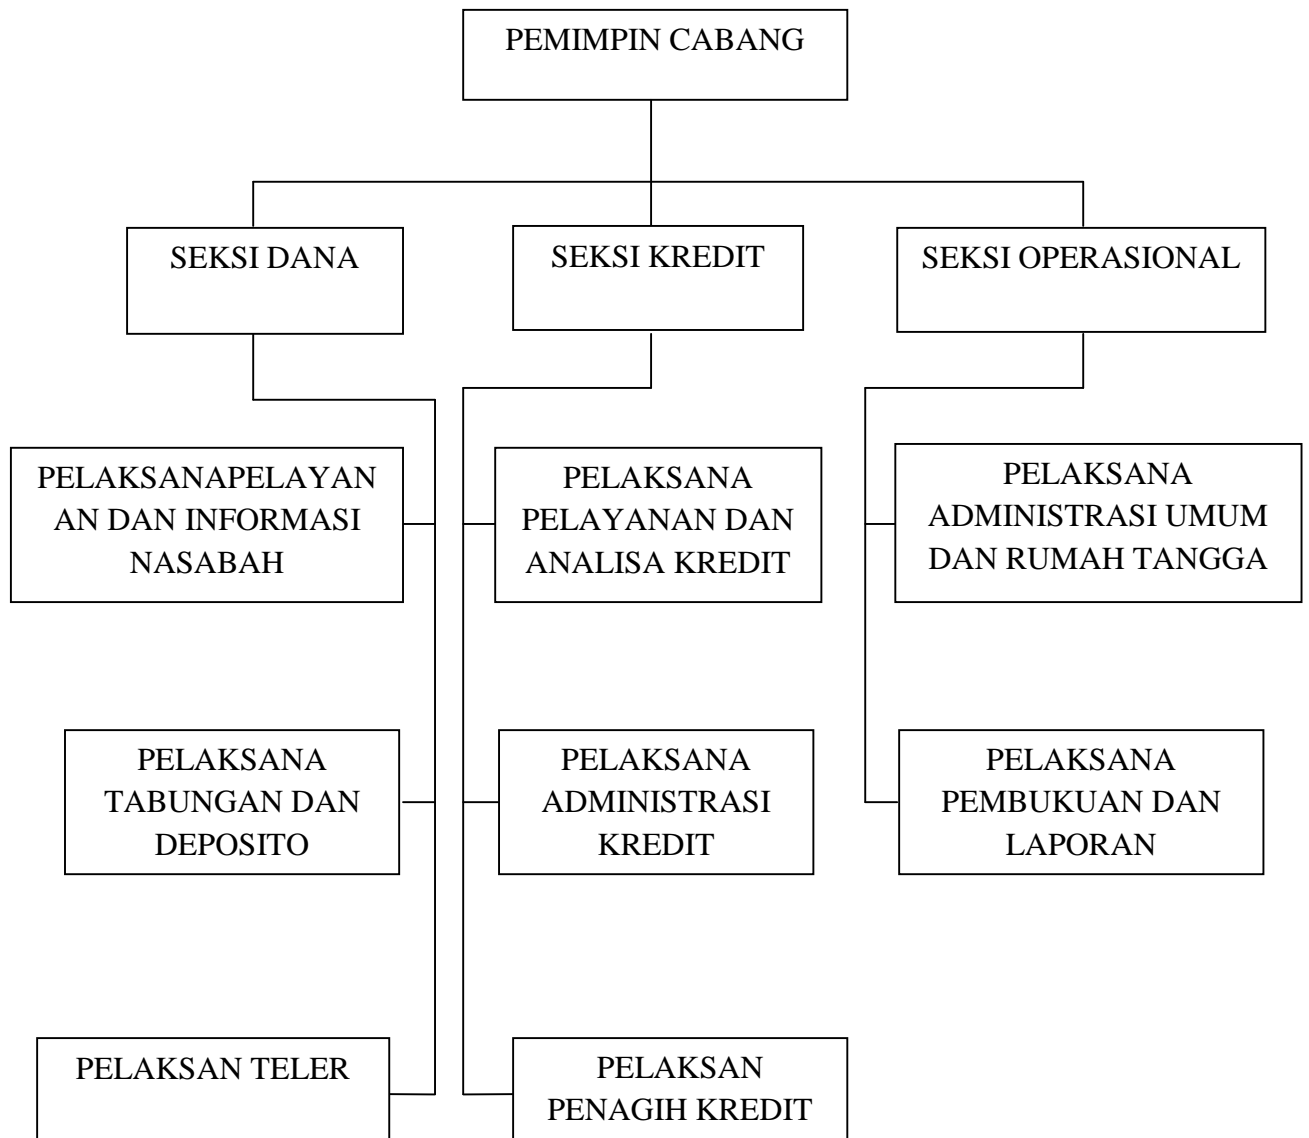 PEMIMPIN CABANG
SEKSI DANA
SEKSI KREDIT
SEKSI OPERASIONAL
PELAKSANAPELAYAN
AN DAN INFORMASI
NASABAH
PELAKSANA
PELAYANAN DAN
ANALISA KREDIT
PELAKSANA
ADMINISTRASI UMUM
DAN RUMAH TANGGA
PELAKSANA
TABUNGAN DAN
DEPOSITO
PELAKSANA
ADMINISTRASI
KREDIT
PELAKSANA
PEMBUKUAN DAN
LAPORAN
PELAKSAN TELER
PELAKSAN
PENAGIH KREDIT